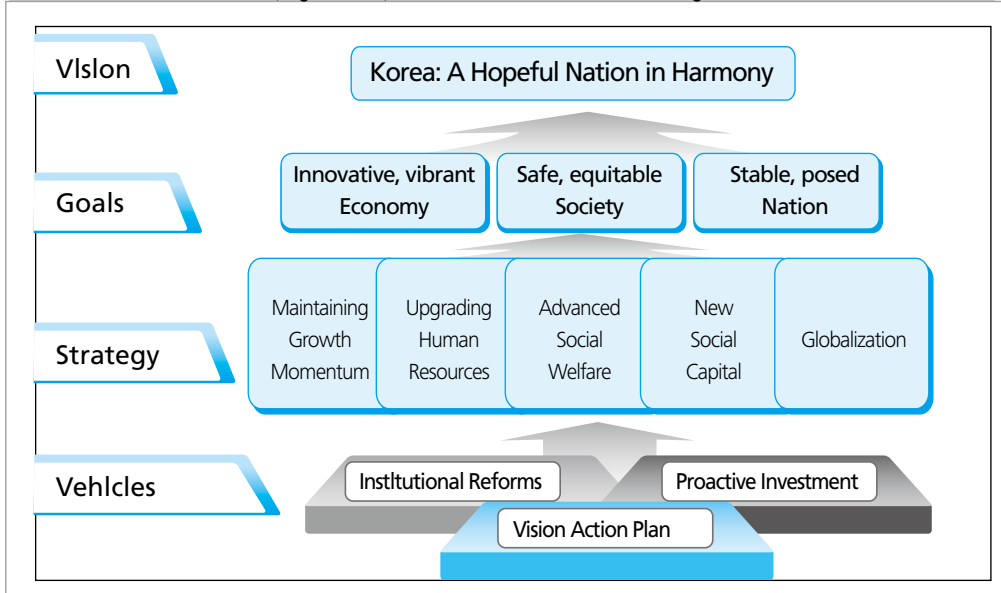 VIsIon
Korea: A Hopeful Nation in Harmony
Goals
Innovative, vibrant
Economy
Safe, equitable
Society
Stable, posed
Nation
Strategy
Maintaining
Growth
Momentum
Upgrading
Human
Resources
Advanced
Social
Welfare
New
Social
Capital
Globalization
VehIcles
InstItutional Reforms
Proactive Investment
Vision Action Plan